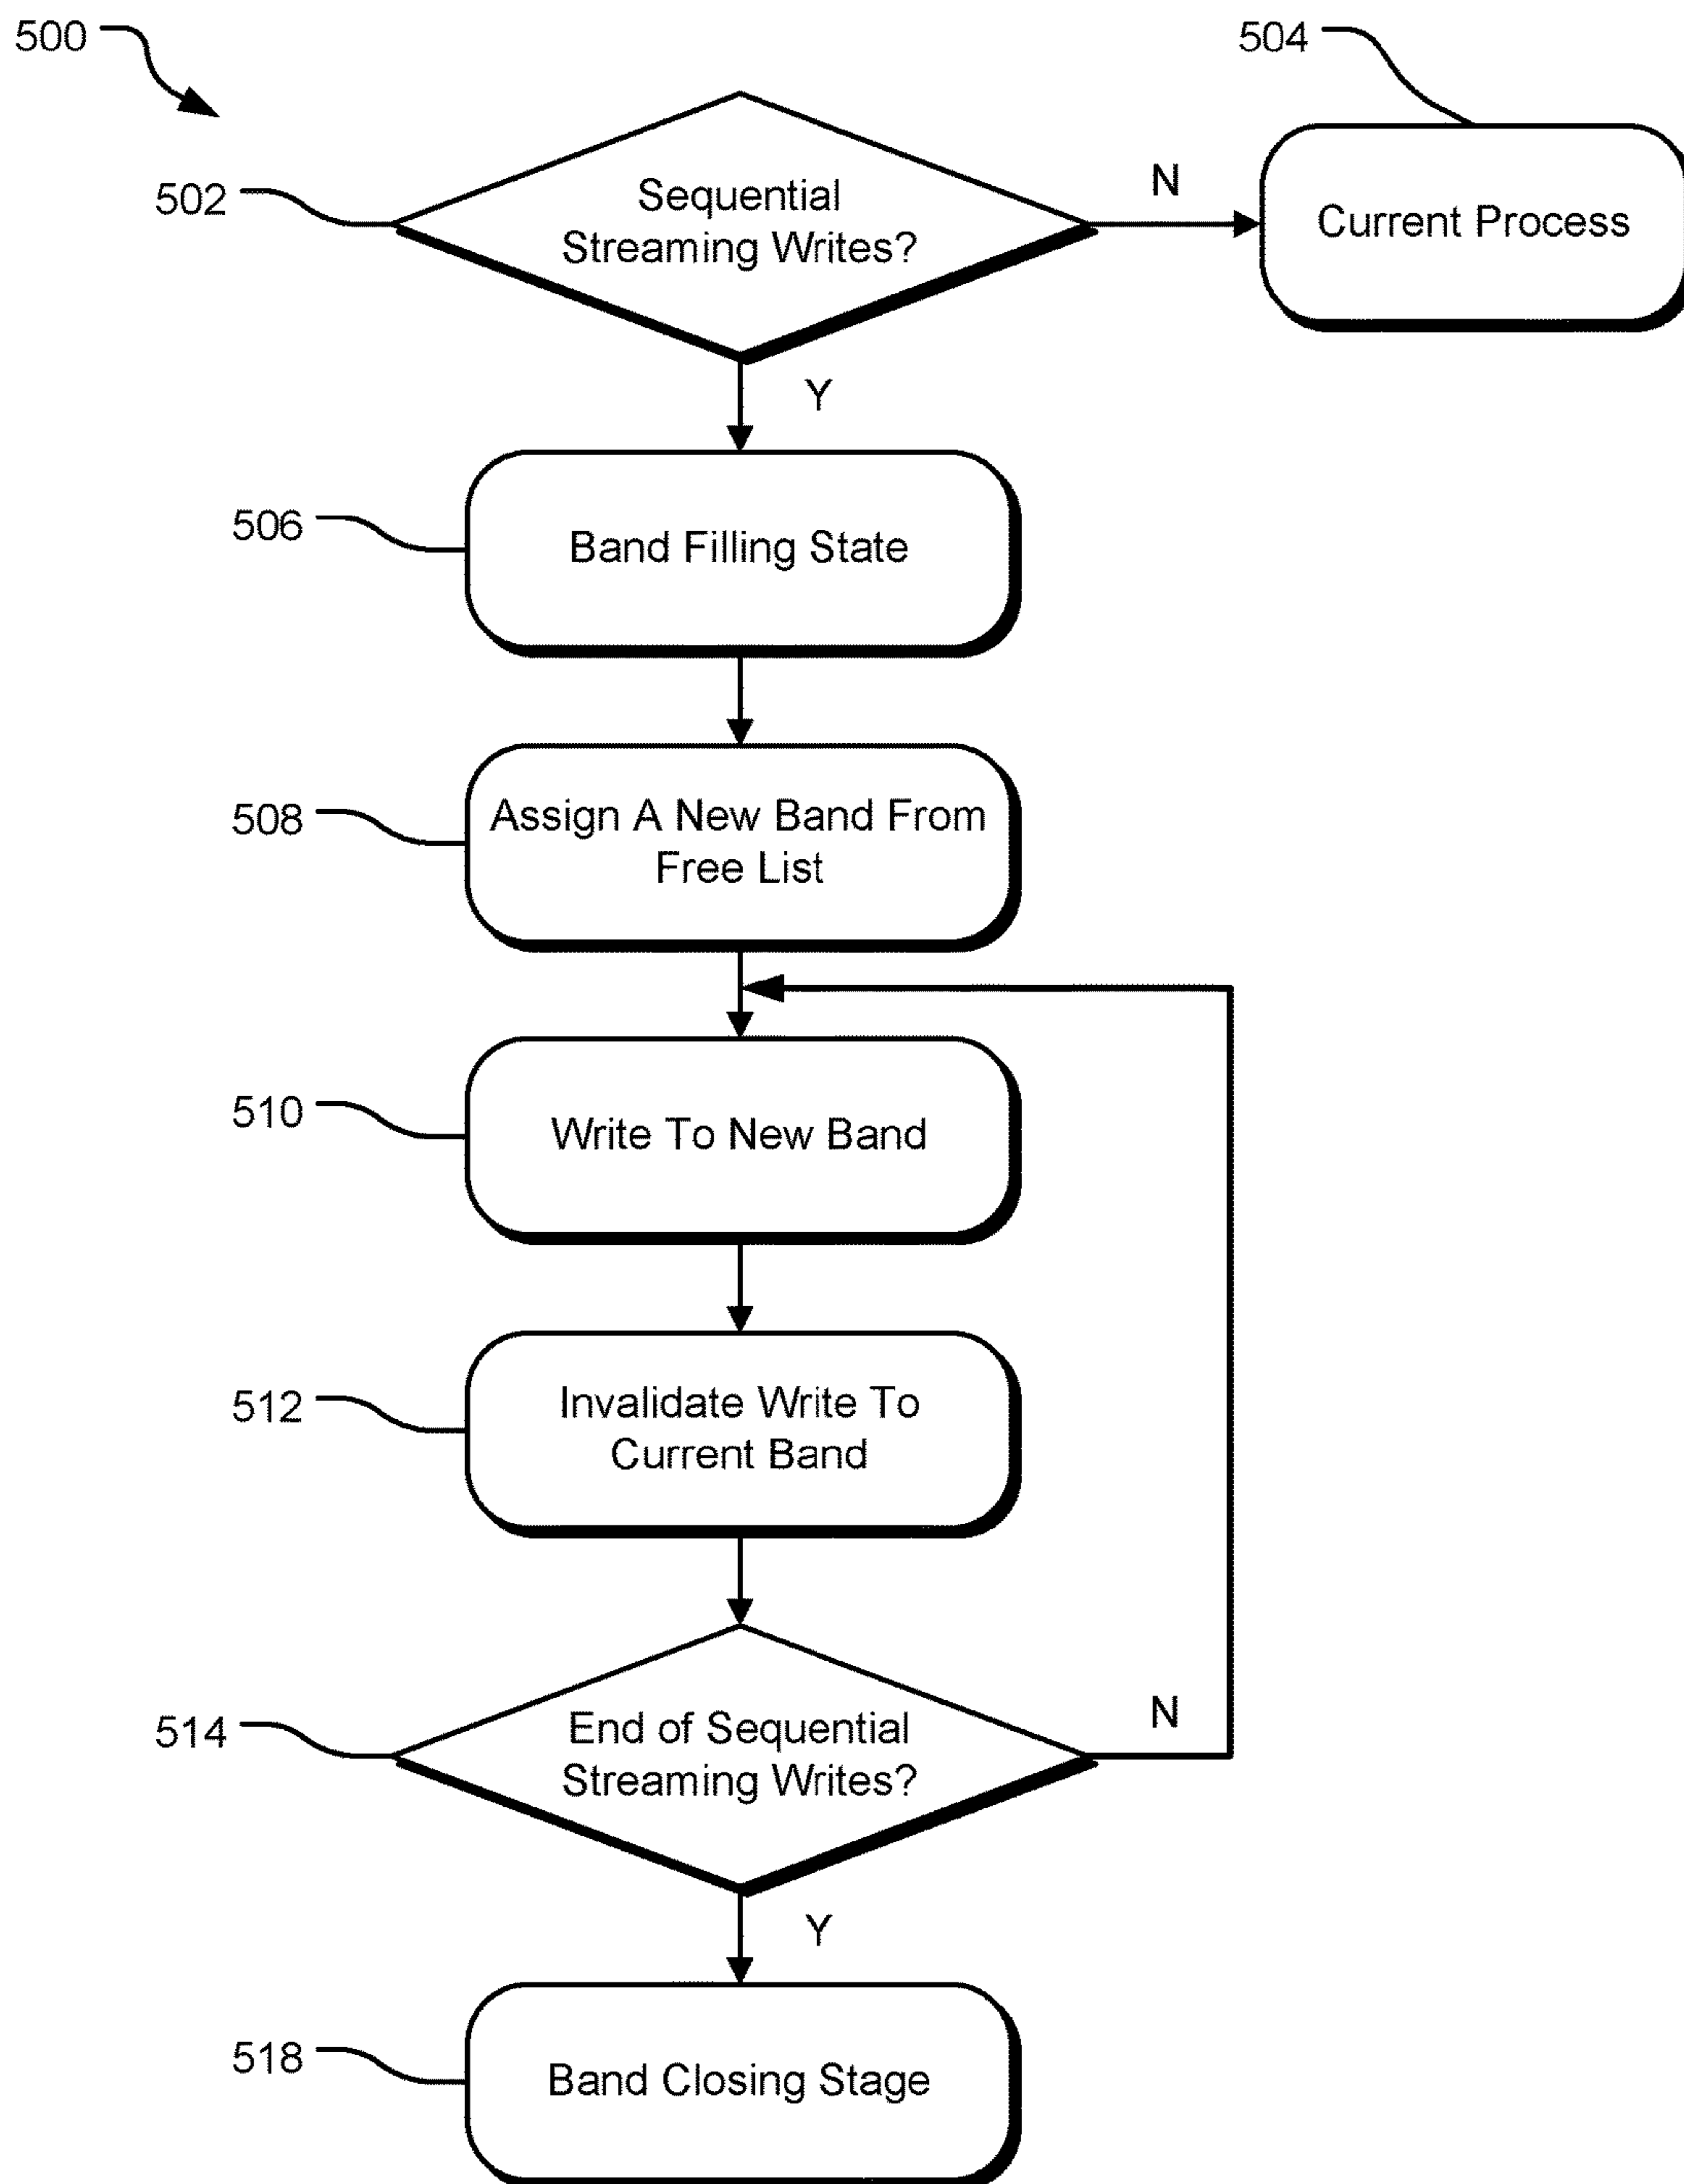 500
504
502
Sequential
Streaming Writes?
N
Current Process
Y
506
Band Filling State
508
Assign A New Band From
Free List
510
Write To New Band
512
Invalidate Write To
Current Band
514
End of Sequential
Streaming Writes?
N
Y
518
Band Closing Stage